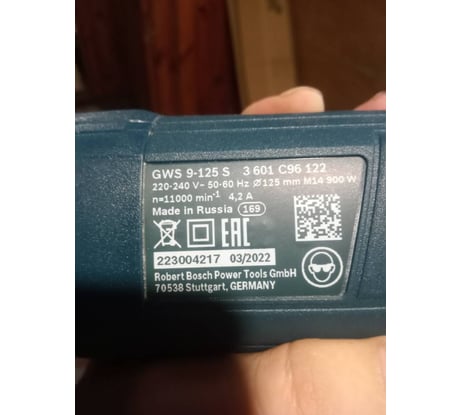 GWS 9-125 S 3 601 C96 122
220-240 V~ 50-60 Hz Ø 125 mm M14 900 W
n=11000 min⁻¹ 4,2 A
Made in Russia 169
EAC
223004217 03/2022
Robert Bosch Power Tools GmbH
70538 Stuttgart, GERMANY